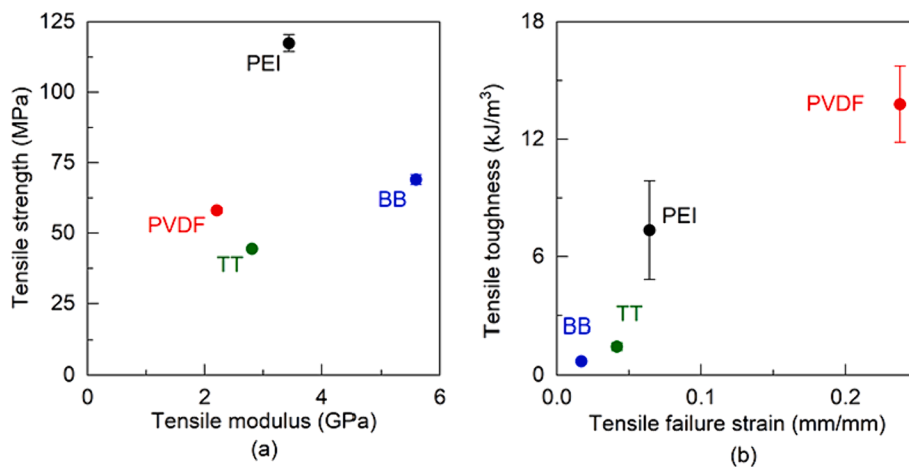 125
100
75
50
25
0
Tensile strength (MPa)
PEI
BB
PVDF
TT
0 2 4 6
Tensile modulus (GPa)
(a)
18
12
6
0
Tensile toughness (kJ/m³)
PVDF
PEI
TT
BB
0.0 0.1 0.2
Tensile failure strain (mm/mm)
(b)